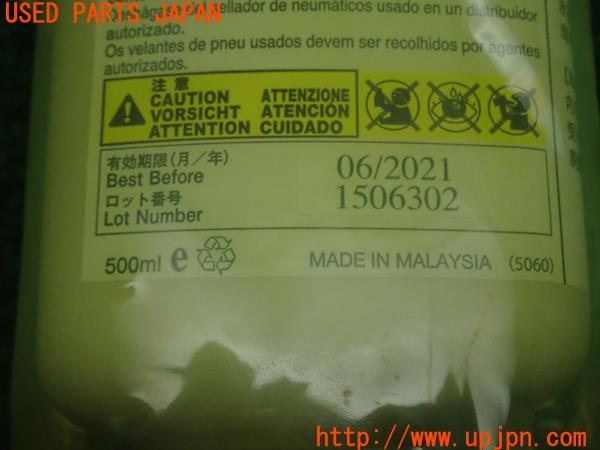 USED PARTS JAPAN
de neumáticos usado en un distribuidor
autorizado.
Os velantes de pneu usados devem ser recolhidos por agentes
autorizados.
注意
CAUTION ATTENZIONE
VORSICHT ATENCIÓN
ATTENTION CUIDADO
有効期限(月/年)
Best Before
06/2021
ロット番号
Lot Number
1506302
500ml e
MADE IN MALAYSIA (5060)
http://www.upjpn.com